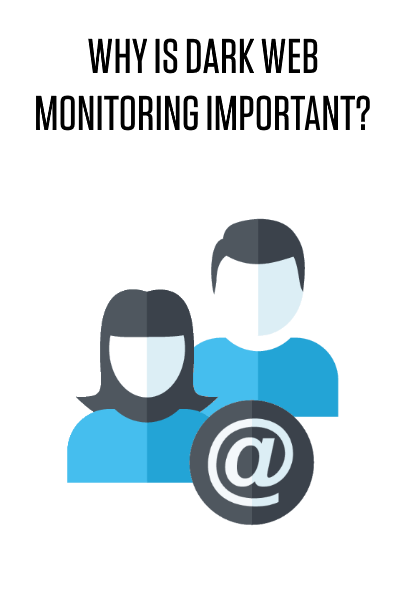 WHY IS DARK WEB
MONITORING IMPORTANT?
@